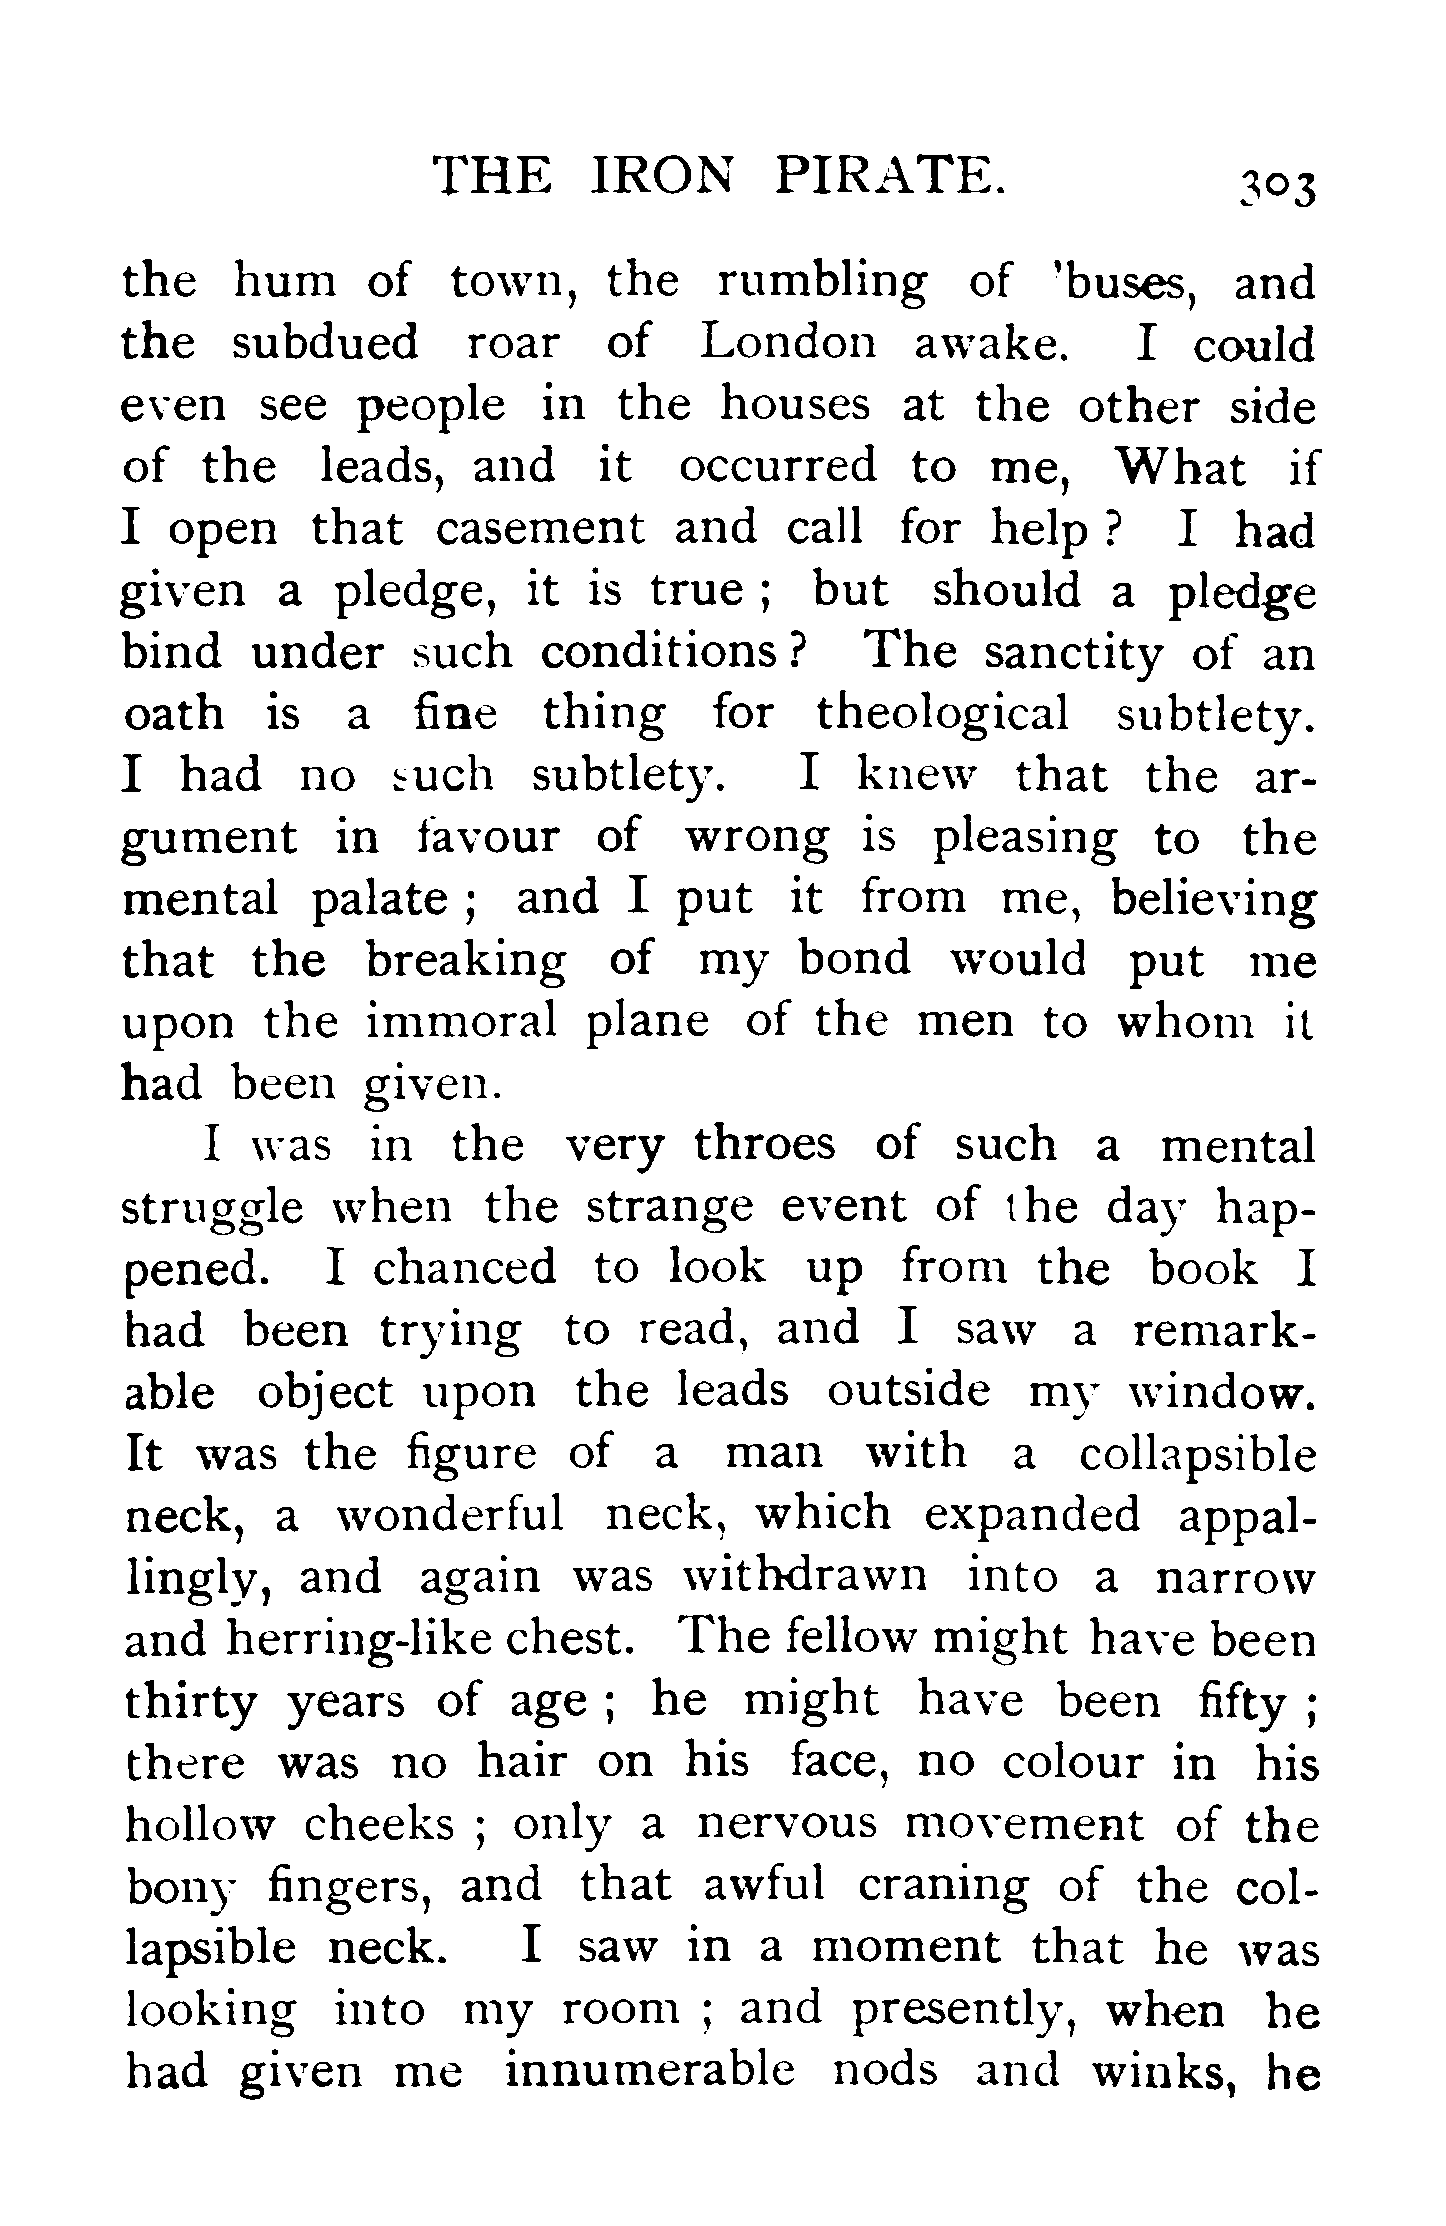 THE IRON PIRATE. 303
the hum of town, the rumbling of 'buses, and
the subdued roar of London awake. I could
even see people in the houses at the other side
of the leads, and it occurred to me, What if
I open that casement and call for help ? I had
given a pledge, it is true ; but should a pledge
bind under such conditions ? The sanctity of an
oath is a fine thing for theological subtlety.
I had no such subtlety. I knew that the ar-
gument in favour of wrong is pleasing to the
mental palate ; and I put it from me, believing
that the breaking of my bond would put me
upon the immoral plane of the men to whom it
had been given.
I was in the very throes of such a mental
struggle when the strange event of the day hap-
pened. I chanced to look up from the book I
had been trying to read, and I saw a remark-
able object upon the leads outside my window.
It was the figure of a man with a collapsible
neck, a wonderful neck, which expanded appal-
lingly, and again was withdrawn into a narrow
and herring-like chest. The fellow might have been
thirty years of age ; he might have been fifty ;
there was no hair on his face, no colour in his
hollow cheeks ; only a nervous movement of the
bony fingers, and that awful craning of the col-
lapsible neck. I saw in a moment that he was
looking into my room ; and presently, when he
had given me innumerable nods and winks, he